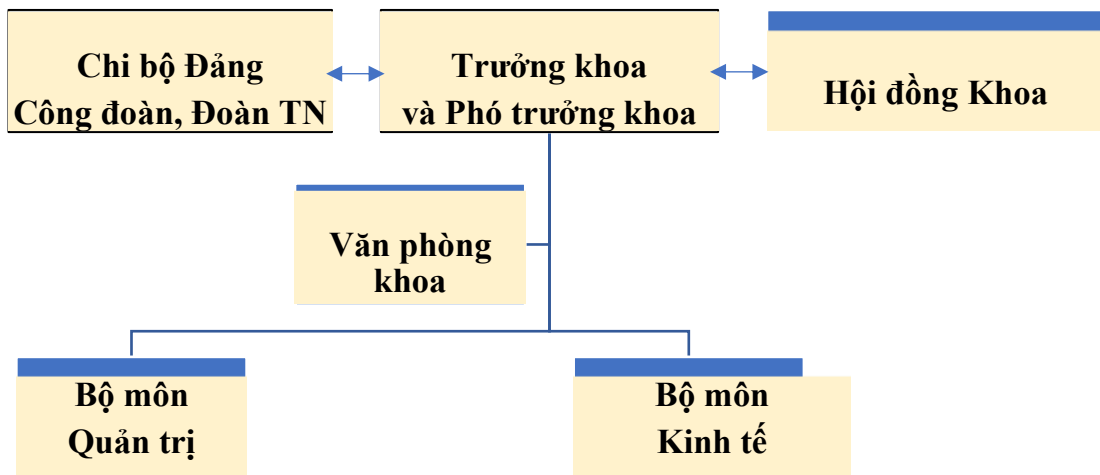 Chi bộ Đảng
Công đoàn, Đoàn TN
Trưởng khoa
và Phó trưởng khoa
Hội đồng Khoa
Văn phòng
khoa
Bộ môn
Quản trị
Bộ môn
Kinh tế